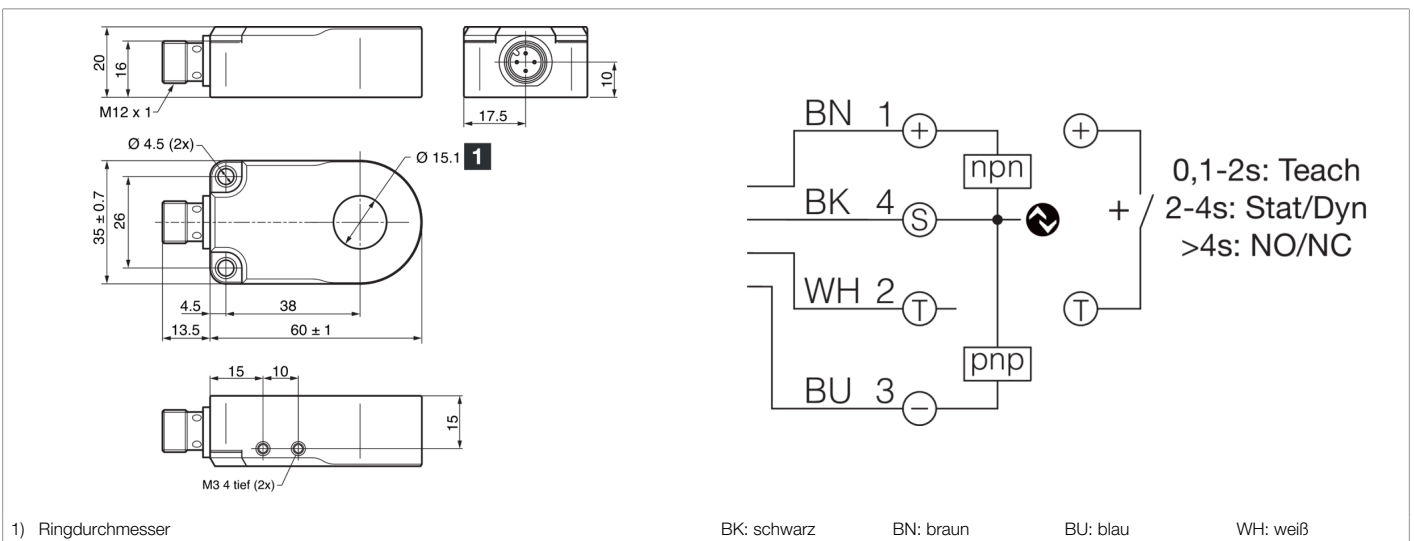 20
16
M12 x 1
17.5
10
Ø 4.5 (2x)
Ø 15.1 1
35 ± 0.7
26
4.5
38
13.5
60 ± 1
15
10
15
M3 4 tief (2x)
BN 1 +
npn
BK 4 S
WH 2 T
pnp
BU 3 -
+
+
T
0,1-2s: Teach
2-4s: Stat/Dyn
>4s: NO/NC
1) Ringdurchmesser
BK: schwarz BN: braun BU: blau WH: weiß